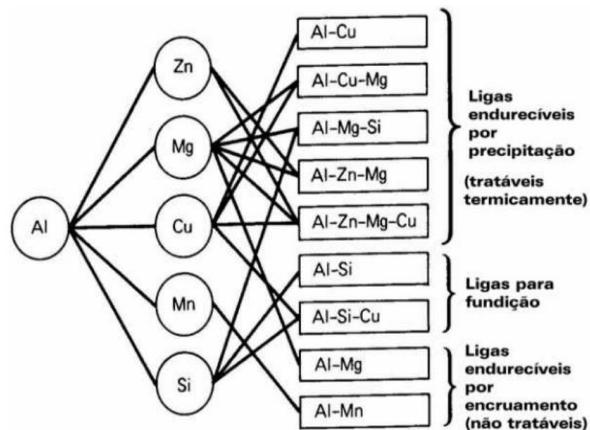 Al
Zn
Mg
Cu
Mn
Si
Al-Cu
Al-Cu-Mg
Al-Mg-Si
Al-Zn-Mg
Al-Zn-Mg-Cu
Al-Si
Al-Si-Cu
Al-Mg
Al-Mn
Ligas
endurecíveis
por
precipitação
(tratáveis
termicamente)
Ligas para
fundição
Ligas
endurecíveis
por
encruamento
(não tratáveis)